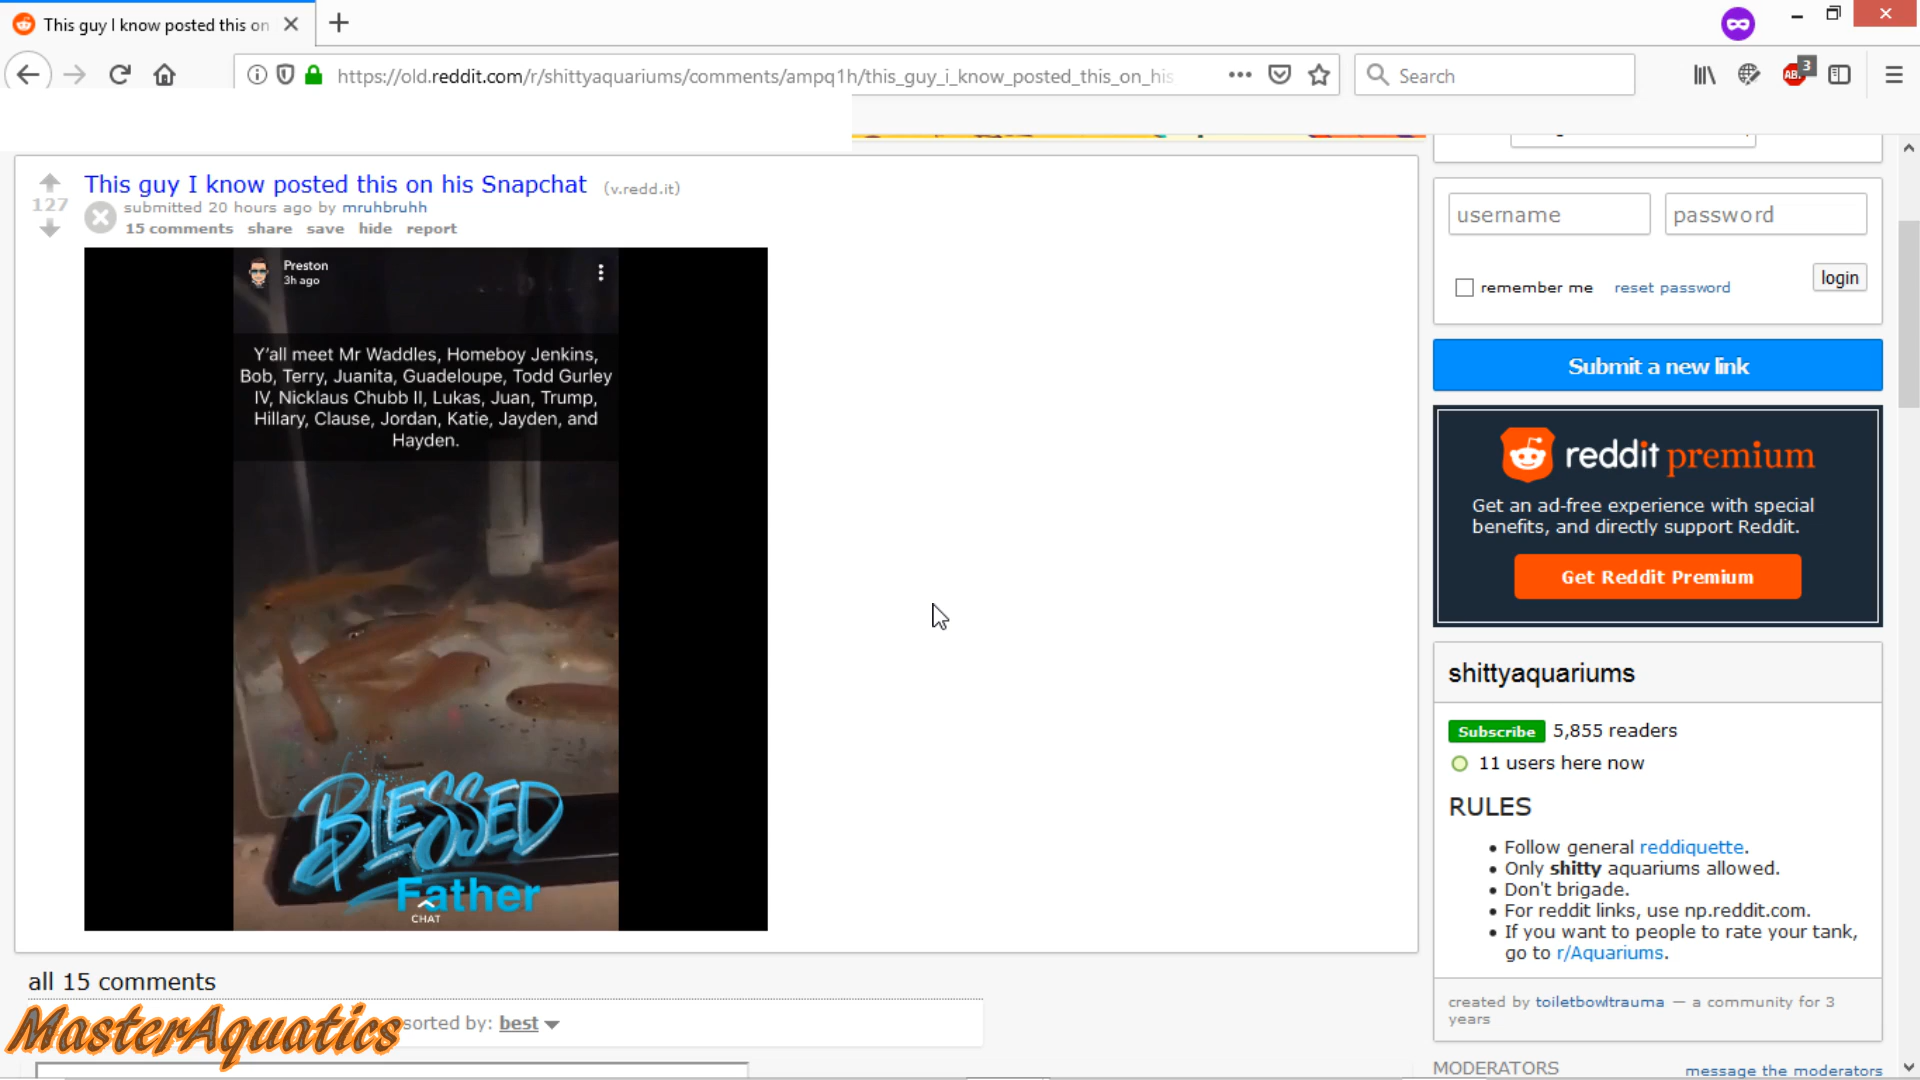 This guy I know posted this on
https://old.reddit.com/r/shittyaquariums/comments/ampq1h/this_guy_i_know_posted_this_on_his
Search
ABP 3
This guy I know posted this on his Snapchat (v.redd.it)
127
submitted 20 hours ago by mruhbruhh
15 comments share save hide report
Preston
3h ago
Y'all meet Mr Waddles, Homeboy Jenkins,
Bob, Terry, Juanita, Guadeloupe, Todd Gurley
IV, Nicklaus Chubb II, Lukas, Juan, Trump,
Hillary, Clause, Jordan, Katie, Jayden, and
Hayden.
BLESSED
Father
CHAT
all 15 comments
sorted by: best
MasterAquatics
username password
remember me reset password login
Submit a new link
reddit premium
Get an ad-free experience with special
benefits, and directly support Reddit.
Get Reddit Premium
shittyaquariums
Subscribe 5,855 readers
11 users here now
RULES
Follow general reddiquette.
Only shitty aquariums allowed.
Don't brigade.
For reddit links, use np.reddit.com.
If you want to people to rate your tank,
go to r/Aquariums.
created by toiletbowltrauma — a community for 3
years
MODERATORS message the moderators